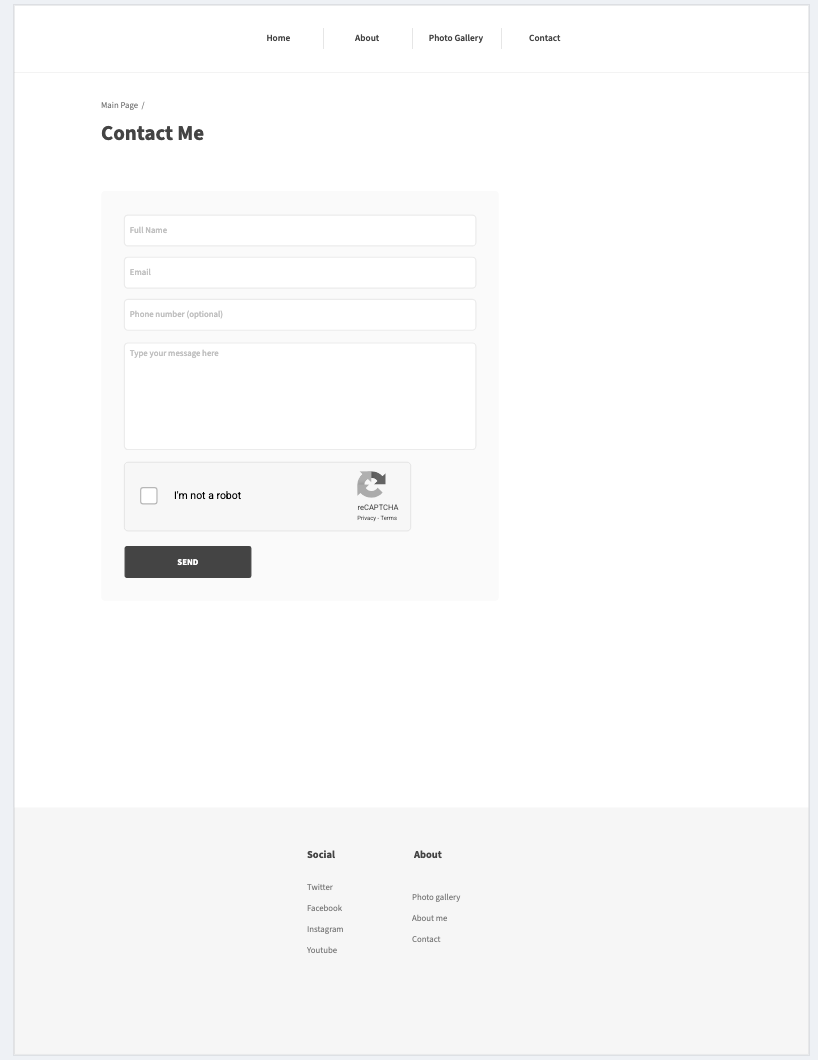 Home About Photo Gallery Contact
Main Page /
Contact Me
Full Name
Email
Phone number (optional)
Type your message here
I'm not a robot
reCAPTCHA
Privacy - Terms
SEND
Social
Twitter
Facebook
Instagram
Youtube
About
Photo gallery
About me
Contact